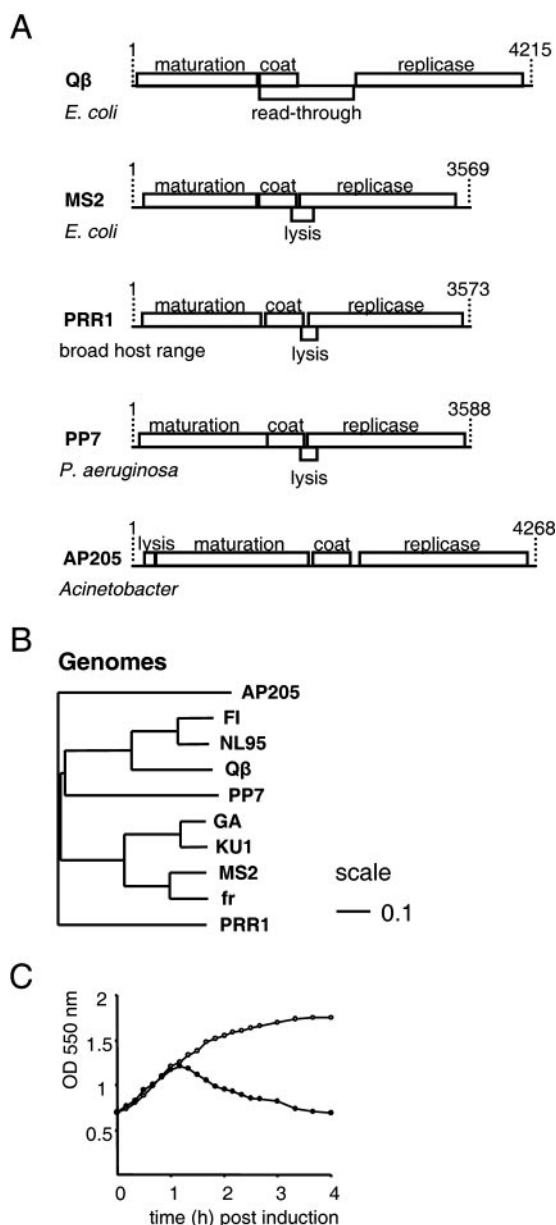 A
1 4215
maturation coat replicase
Qβ
E. coli read-through
1 3569
maturation coat replicase
MS2
E. coli lysis
1 3573
maturation coat replicase
PRR1
broad host range lysis
1 3588
maturation coat replicase
PP7
P. aeruginosa lysis
1 4268
lysis maturation coat replicase
AP205
Acinetobacter
B
Genomes
AP205
FI
NL95
Qβ
PP7
GA
KU1
MS2
fr
PRR1
scale
0.1
C
OD 550 nm
2
1.5
1
0.5
0 1 2 3 4
time (h) post induction